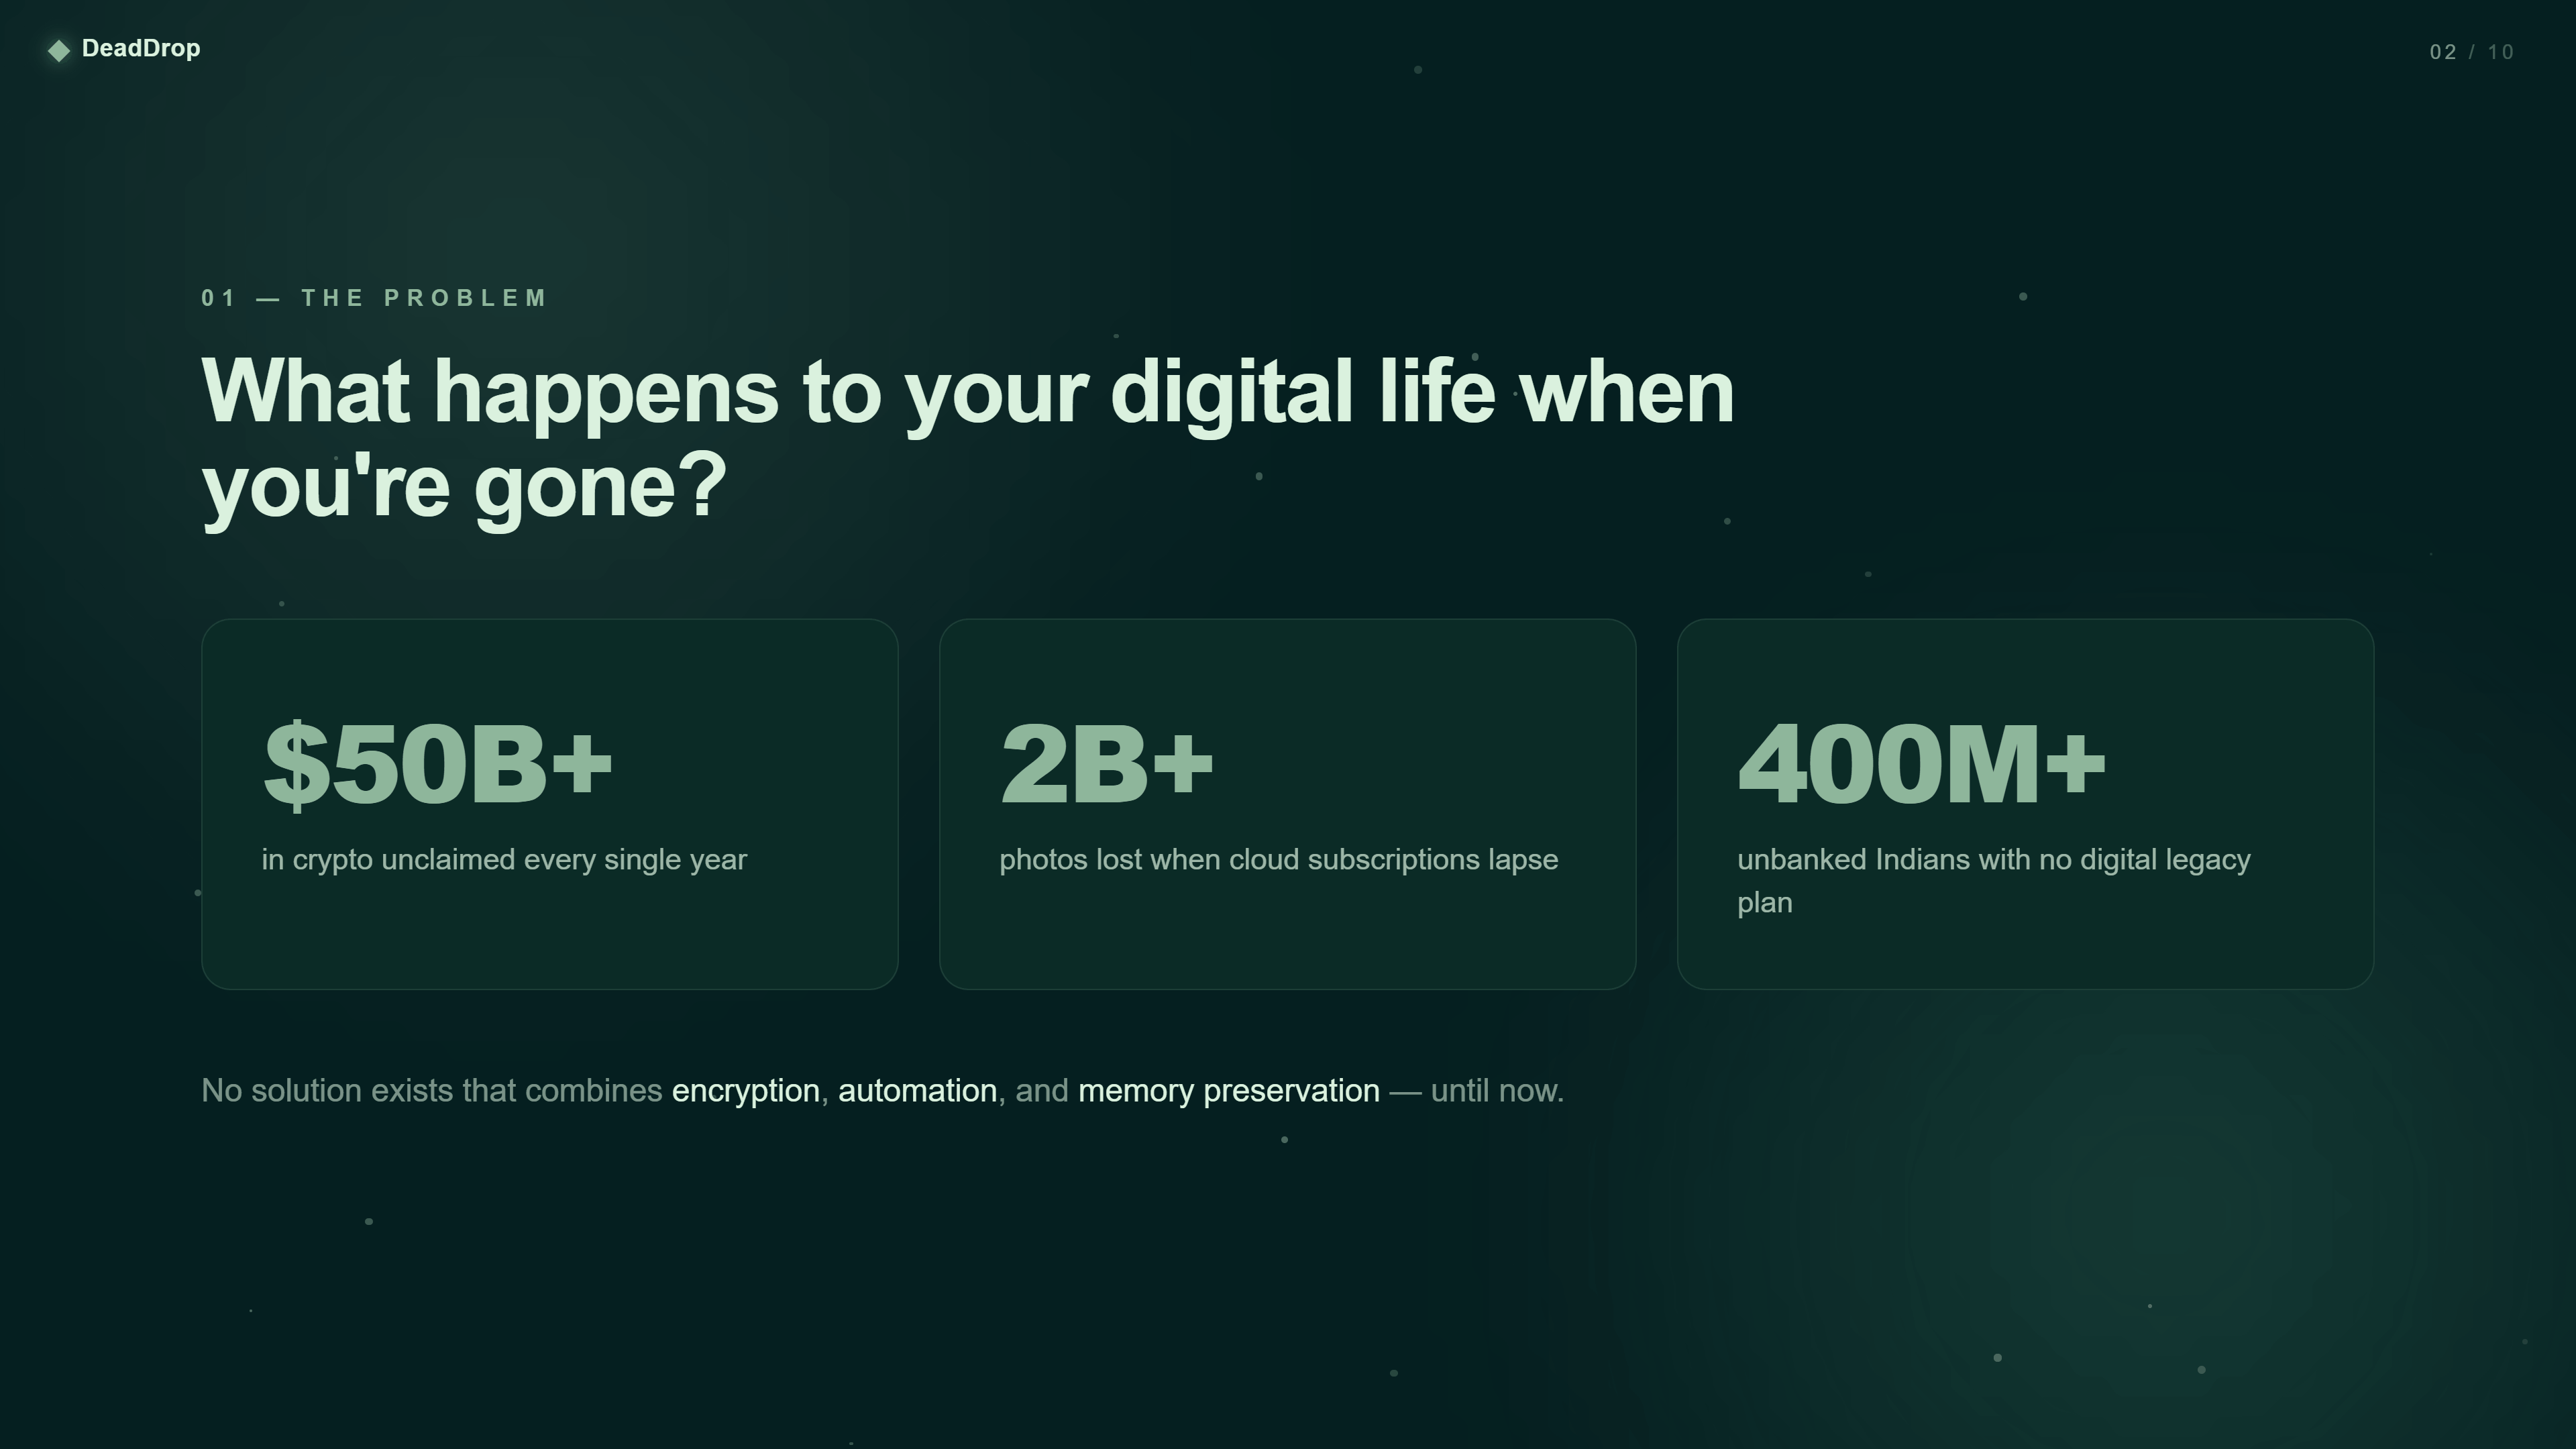 DeadDrop
02 / 10
01 — THE PROBLEM
What happens to your digital life when
you're gone?
$50B+
in crypto unclaimed every single year
2B+
photos lost when cloud subscriptions lapse
400M+
unbanked Indians with no digital legacy
plan
No solution exists that combines encryption, automation, and memory preservation — until now.